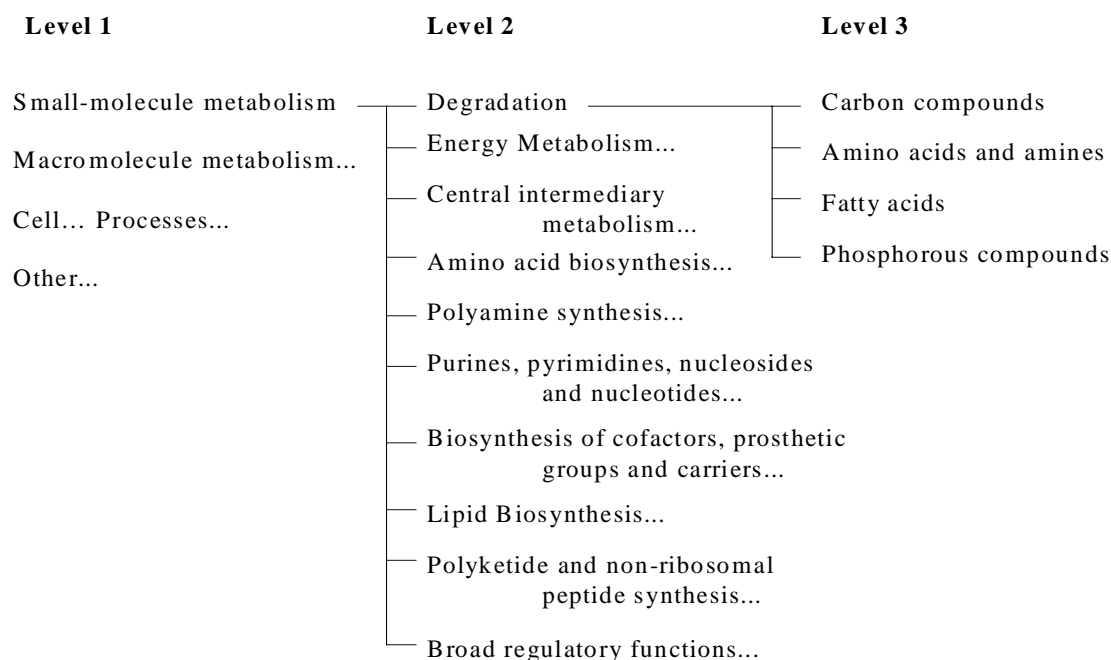 Level 1
Level 2
Level 3
Small-molecule metabolism
Macromolecule metabolism...
Cell... Processes...
Other...
Degradation
Energy Metabolism...
Central intermediary
metabolism...
Amino acid biosynthesis...
Polyamine synthesis...
Purines, pyrimidines, nucleosides
and nucleotides...
Biosynthesis of cofactors, prosthetic
groups and carriers...
Lipid Biosynthesis...
Polyketide and non-ribosomal
peptide synthesis...
Broad regulatory functions...
Carbon compounds
Amino acids and amines
Fatty acids
Phosphorous compounds